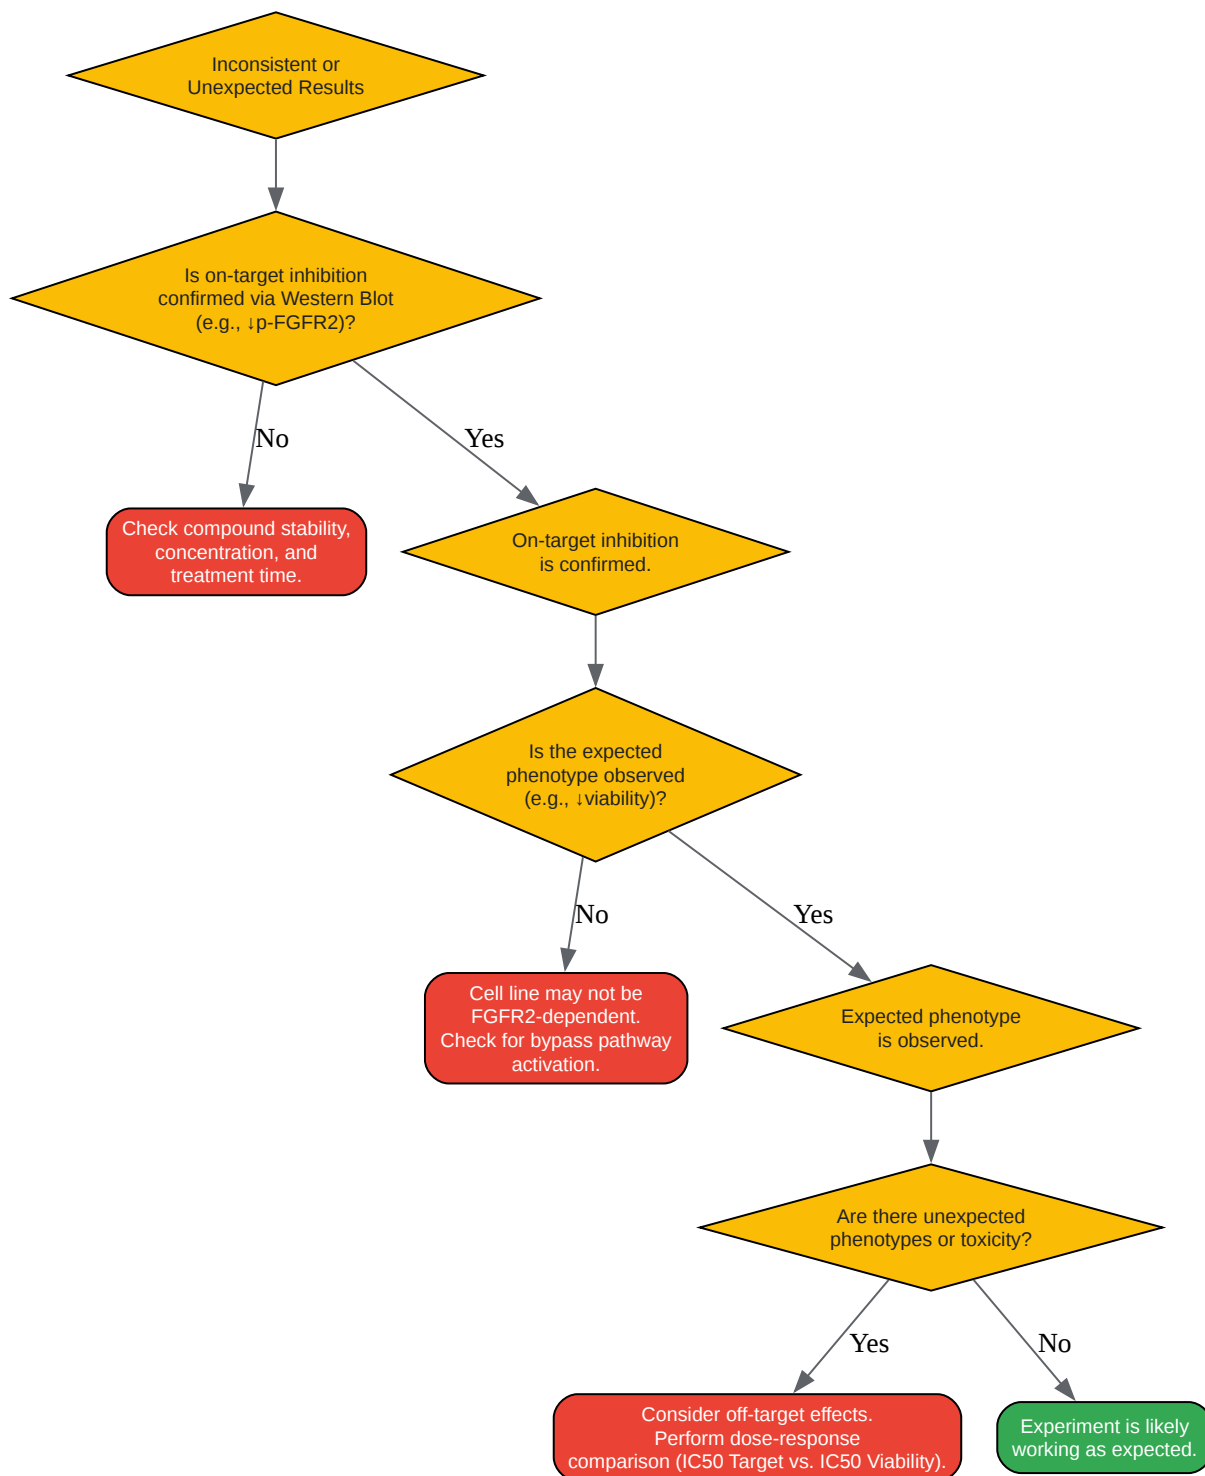 Inconsistent or
Unexpected Results
Is on-target inhibition
confirmed via Western Blot
(e.g., ↓p-FGFR2)?
No
Yes
Check compound stability,
concentration, and
treatment time.
On-target inhibition
is confirmed.
Is the expected
phenotype observed
(e.g., ↓viability)?
No
Yes
Cell line may not be
FGFR2-dependent.
Check for bypass pathway
activation.
Expected phenotype
is observed.
Are there unexpected
phenotypes or toxicity?
Yes
No
Consider off-target effects.
Perform dose-response
comparison (IC50 Target vs. IC50 Viability).
Experiment is likely
working as expected.